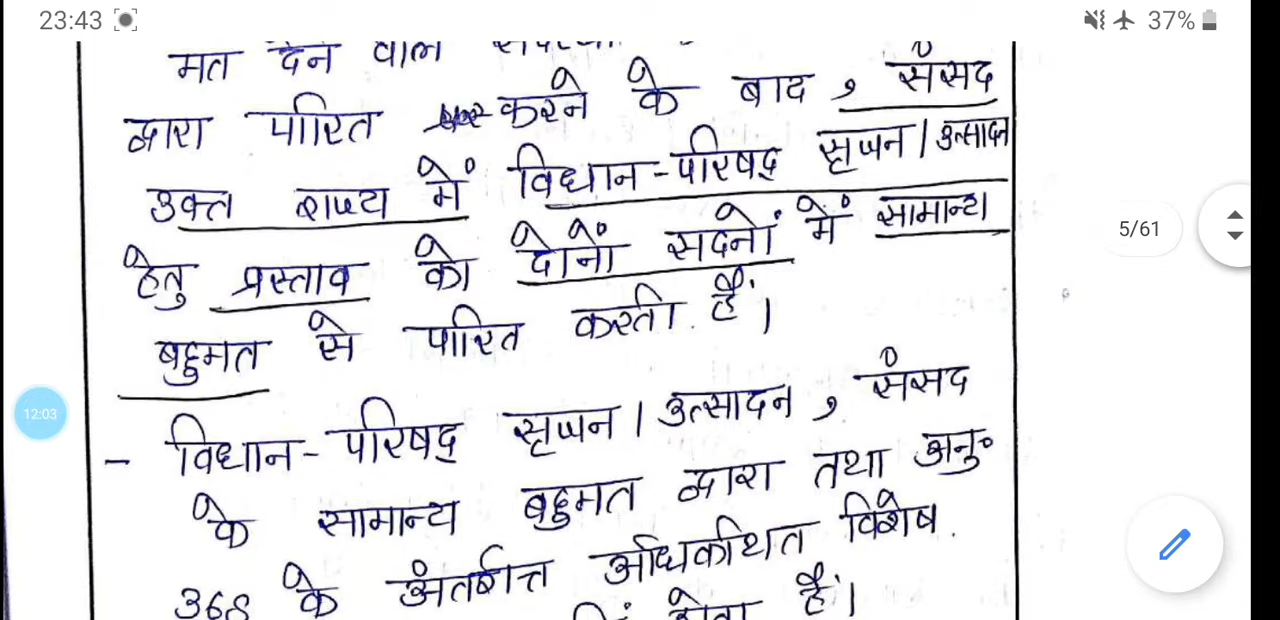 23:43
37%
मत देने वाले
द्वारा पारित करने के बाद, संसद
उक्त राज्य में विधान-परिषद् सृजन/उत्सादन
हेतु प्रस्ताव को दोनों सदनों में सामान्य
बहुमत से पारित करती हैं।
5/61
12:03
- विधान-परिषद् सृजन/उत्सादन, संसद
के सामान्य बहुमत द्वारा तथा अनु॰
368 के अंतर्गत अधिकथित विशेष
होता हैं।